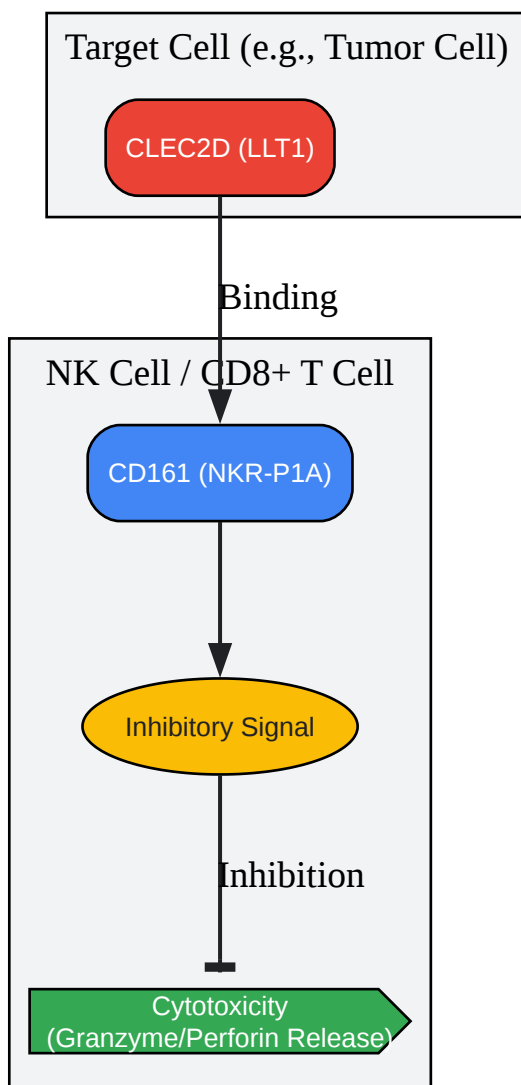 Target Cell (e.g., Tumor Cell)
CLEC2D (LLT1)
Binding
NK Cell / CD8+ T Cell
CD161 (NKR-P1A)
Inhibitory Signal
Inhibition
Cytotoxicity
(Granzyme/Perforin Release)